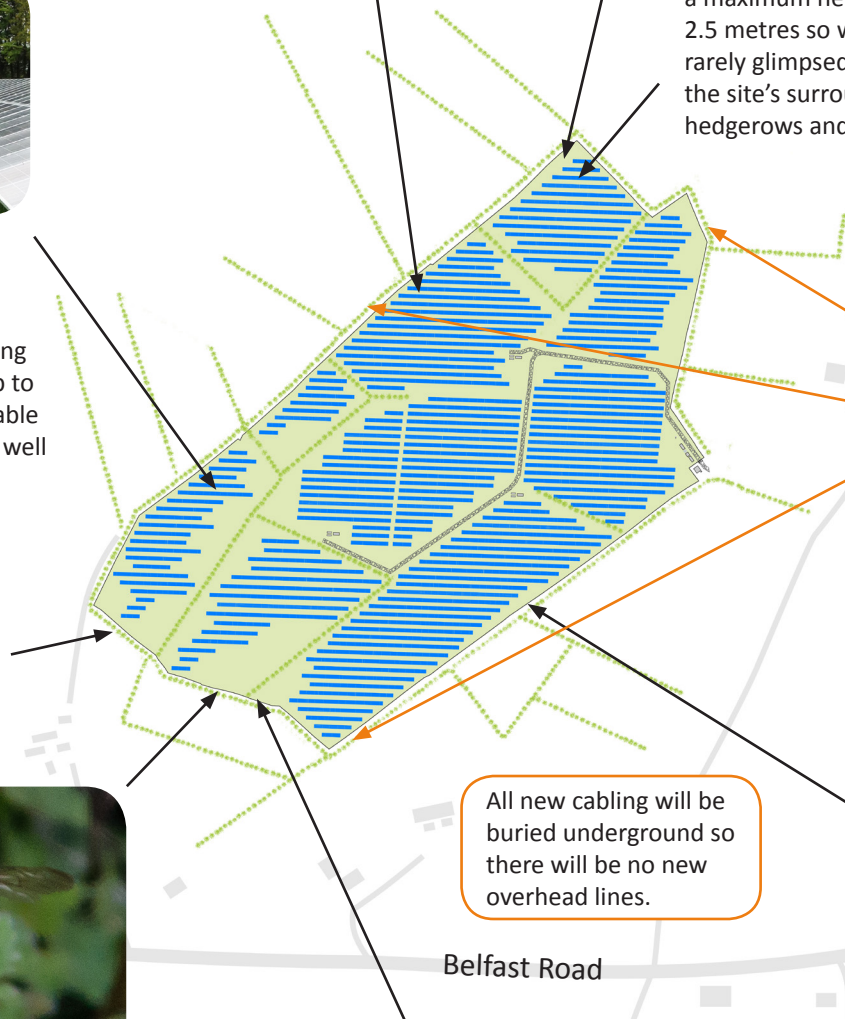 a maximum he
2.5 metres so w
rarely glimpsed
the site's surrou
hedgerows and
ng
o to
able
well
All new cabling will be
buried underground so
there will be no new
overhead lines.
Belfast Road